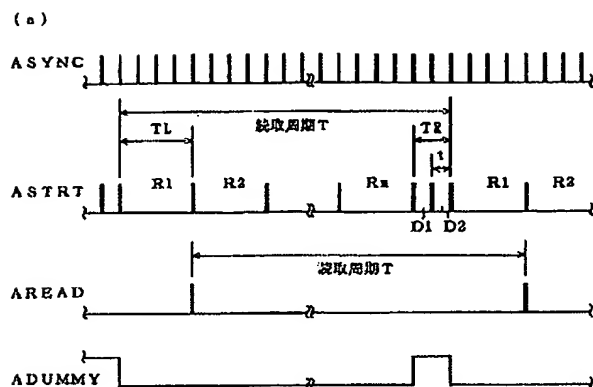 (a)
ASYNC
読取周期T
TL
TR
t
ASTRT
R1
R2
Rn
R1
R2
D1
D2
読取周期T
AREAD
ADUMMY